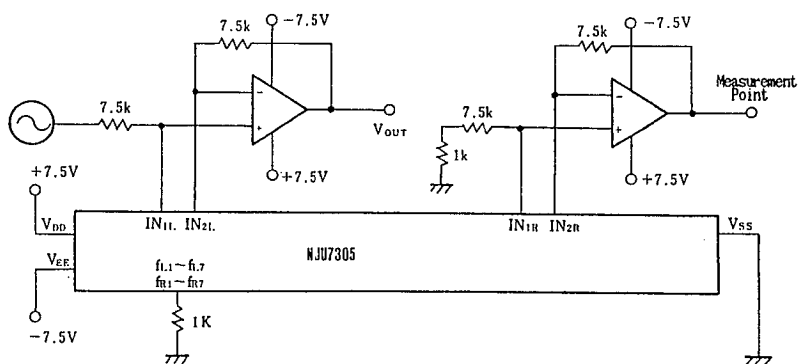 −7.5V
7.5k
7.5k
−
+
VOUT
+7.5V
−7.5V
7.5k
7.5k
−
+
Measurement
Point
1k
+7.5V
+7.5V
VDD
IN1L
IN2L
IN1R
IN2R
VSS
NJU7305
VEE
fL1~fL7
fR1~fR7
1K
−7.5V